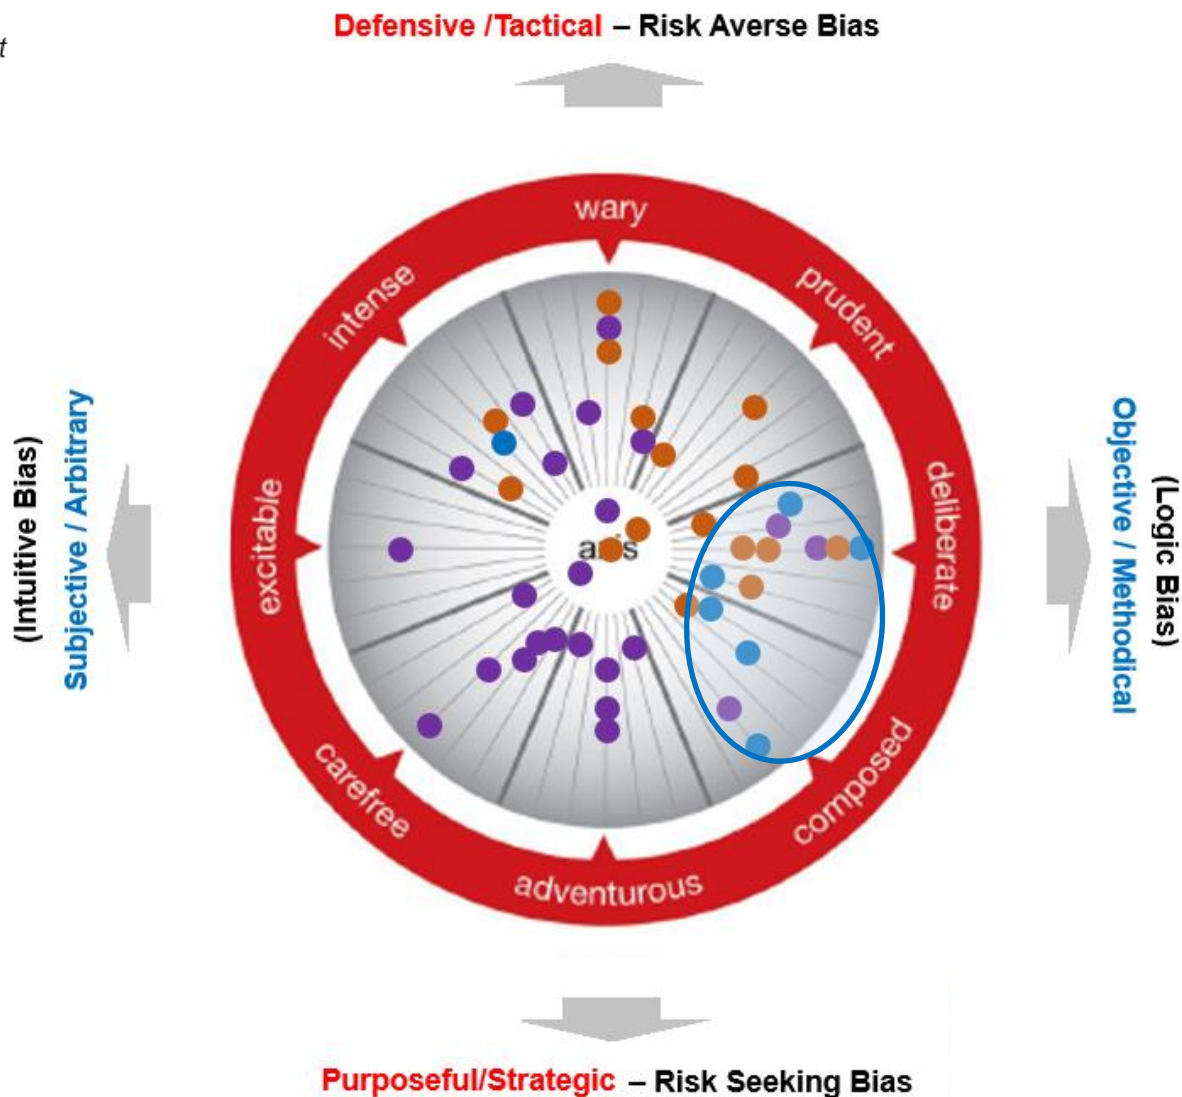 Defensive /Tactical – Risk Averse Bias
t
wary
intense
prudent
(Intuitive Bias)
Subjective / Arbitrary
excitable
deliberate
Objective / Methodical
(Logic Bias)
carefree
composed
adventurous
Purposeful/Strategic – Risk Seeking Bias